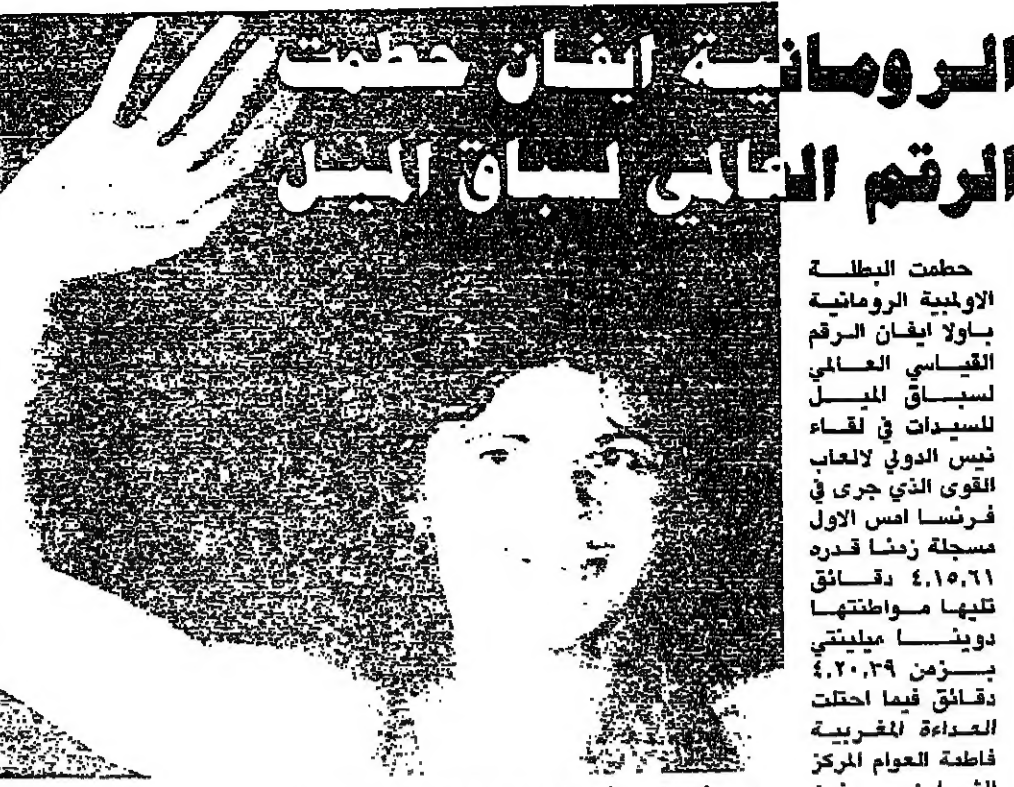 الرومانية ايفان حطمت
الرقم العالمي لسباق الميل
حطمت البطلة
الاولمبية الرومانية
باولا ايفان الرقم
القياسي العالمي
لسباق الميل
للسيدات في لقاء
نيس الدولي لالعاب
القوى الذي جرى في
فرنسا امس الاول
مسجلة زمنا قدره
٤,١٥,٦١ دقائق
تليها مواطنتها
دوينا ميلينتي
بزمن ٤,٢٠,٣٩
دقائق فيما احتلت
العداءة المغربية
فاطمة العوام المركز